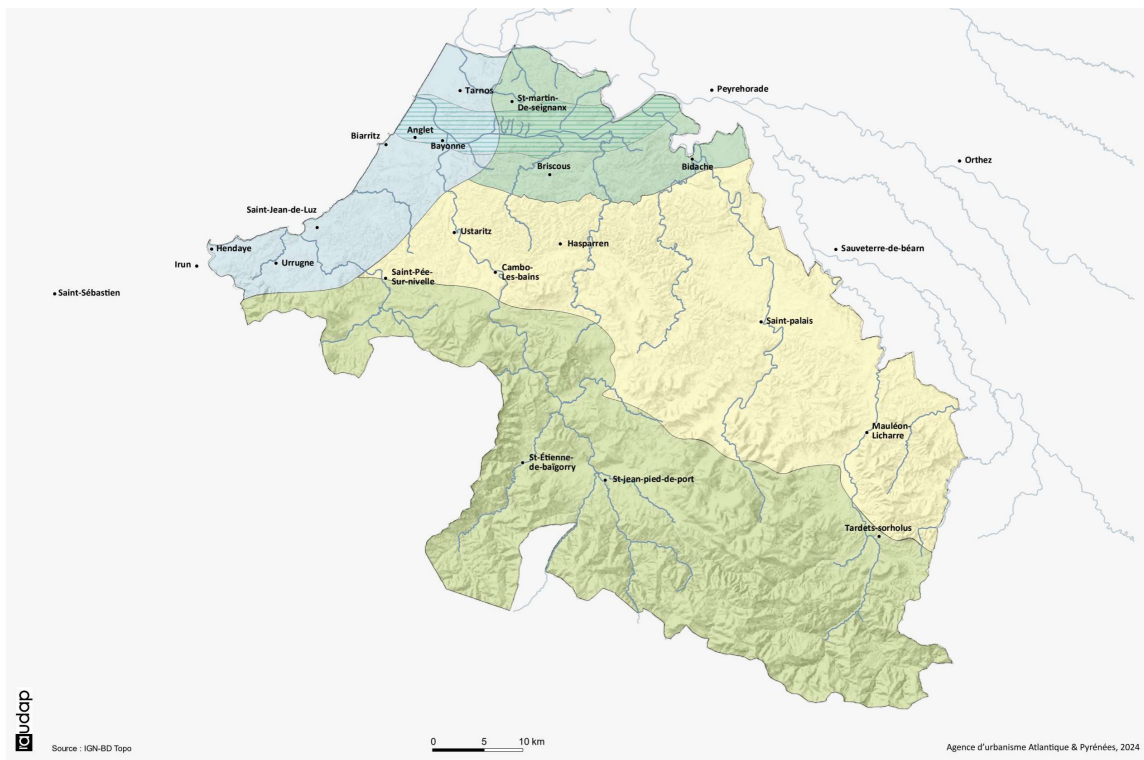 Tarnos
St-martin-
De-seignanx
Peyrehorade
Biarritz
Anglet
Bayonne
Briscous
Bidache
Orthez
Saint-Jean-de-Luz
Hendaye
Urrugne
Irun
Saint-Sébastien
Ustaritz
Hasparren
Sauveterre-de-béarn
Saint-Pée-
Sur-nivelle
Cambo-
Les-bains
Saint-palais
Mauléon-
Licharre
St-Étienne-
de-baïgorry
St-jean-pied-de-port
Tardets-sorholus
audap
Source : IGN-BD Topo
0 5 10 km
Agence d'urbanisme Atlantique & Pyrénées, 2024